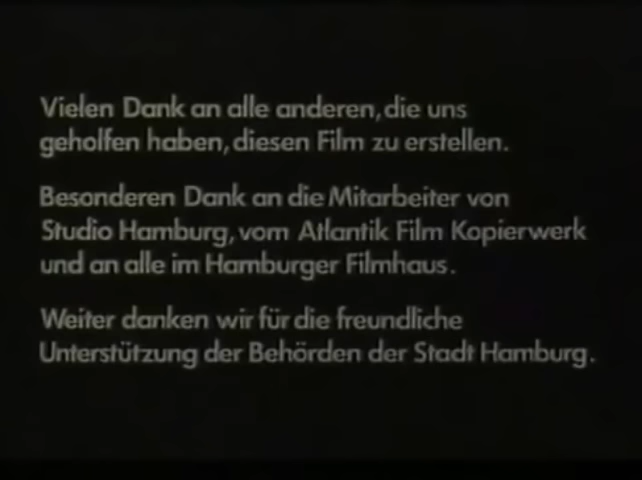 Vielen Dank an alle anderen, die uns
geholfen haben, diesen Film zu erstellen.
Besonderen Dank an die Mitarbeiter von
Studio Hamburg, vom Atlantik Film Kopierwerk
und an alle im Hamburger Filmhaus.
Weiter danken wir für die freundliche
Unterstützung der Behörden der Stadt Hamburg.